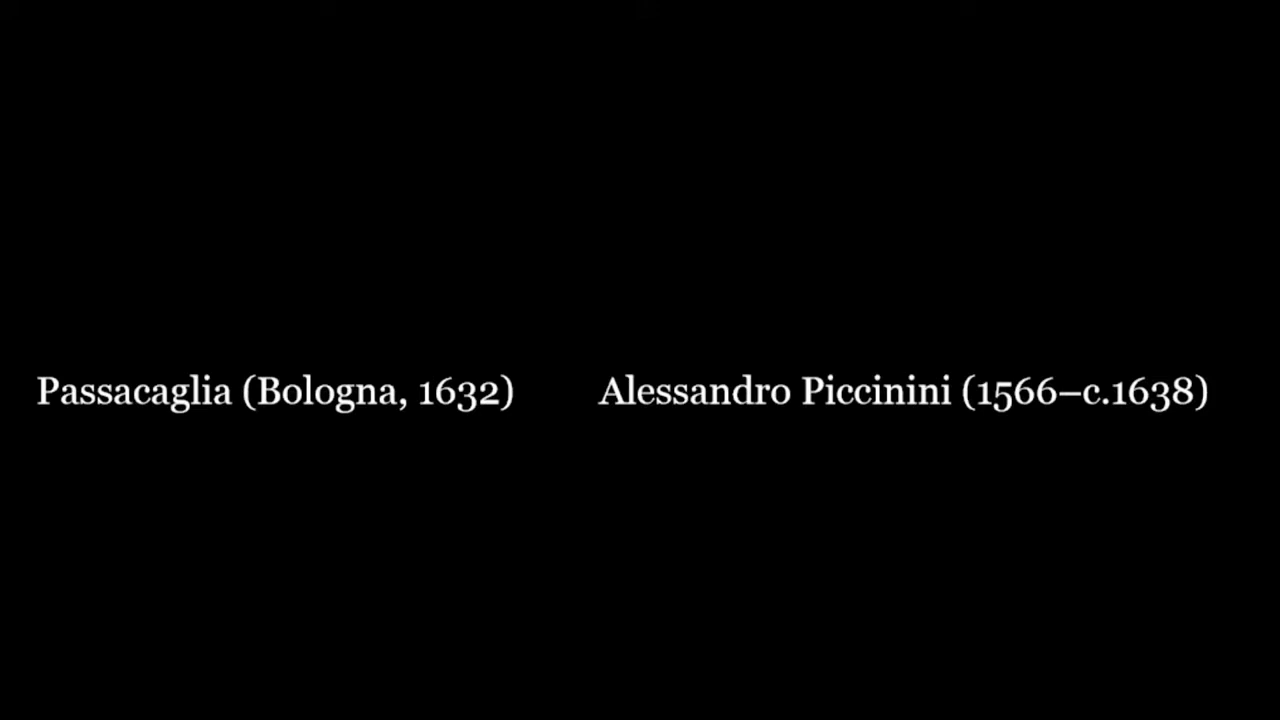 Passacaglia (Bologna, 1632) Alessandro Piccinini (1566–c.1638)